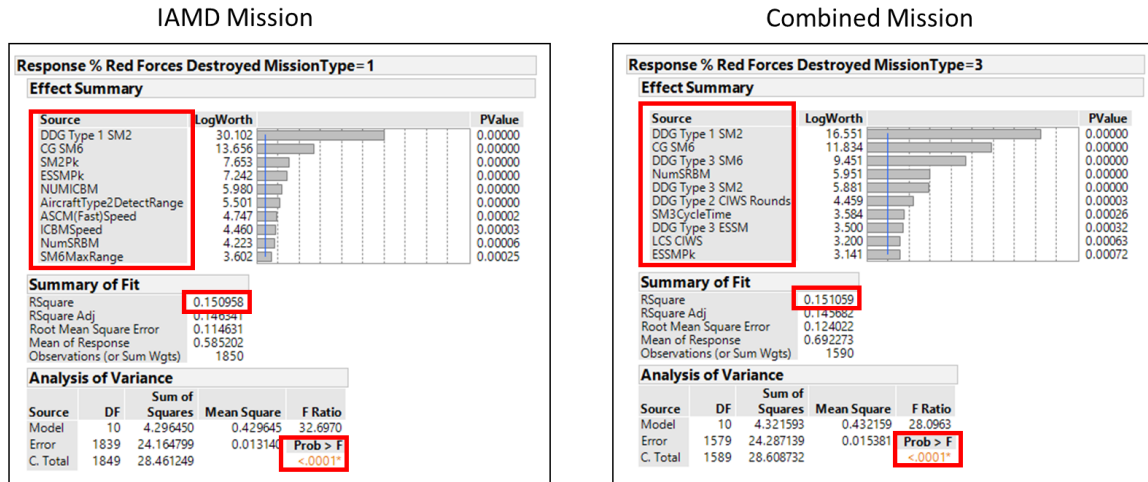 IAMD Mission
Response % Red Forces Destroyed MissionType=1
Effect Summary
Source LogWorth PValue
DDG Type 1 SM2 30.102 0.00000
CG SM6 13.656 0.00000
SM2Pk 7.653 0.00000
ESSMPk 7.242 0.00000
NUMICBM 5.980 0.00000
AircraftType2DetectRange 5.501 0.00000
ASCM(Fast)Speed 4.747 0.00002
ICBMSpeed 4.460 0.00003
NumSRBM 4.223 0.00006
SM6MaxRange 3.602 0.00025
Summary of Fit
RSquare 0.150958
RSquare Adj 0.146341
Root Mean Square Error 0.114631
Mean of Response 0.585202
Observations (or Sum Wgts) 1850
Analysis of Variance
Sum of
Source DF Squares Mean Square F Ratio
Model 10 4.296450 0.429645 32.6970
Error 1839 24.164799 0.013140 Prob > F
C. Total 1849 28.461249 <.0001*
Combined Mission
Response % Red Forces Destroyed MissionType=3
Effect Summary
Source LogWorth PValue
DDG Type 1 SM2 16.551 0.00000
CG SM6 11.834 0.00000
DDG Type 3 SM6 9.451 0.00000
NumSRBM 5.951 0.00000
DDG Type 3 SM2 5.881 0.00000
DDG Type 2 CIWS Rounds 4.459 0.00003
SM3CycleTime 3.584 0.00026
DDG Type 3 ESSM 3.500 0.00032
LCS CIWS 3.200 0.00063
ESSMPk 3.141 0.00072
Summary of Fit
RSquare 0.151059
RSquare Adj 0.145682
Root Mean Square Error 0.124022
Mean of Response 0.692273
Observations (or Sum Wgts) 1590
Analysis of Variance
Sum of
Source DF Squares Mean Square F Ratio
Model 10 4.321593 0.432159 28.0963
Error 1579 24.287139 0.015381 Prob > F
C. Total 1589 28.608732 <.0001*